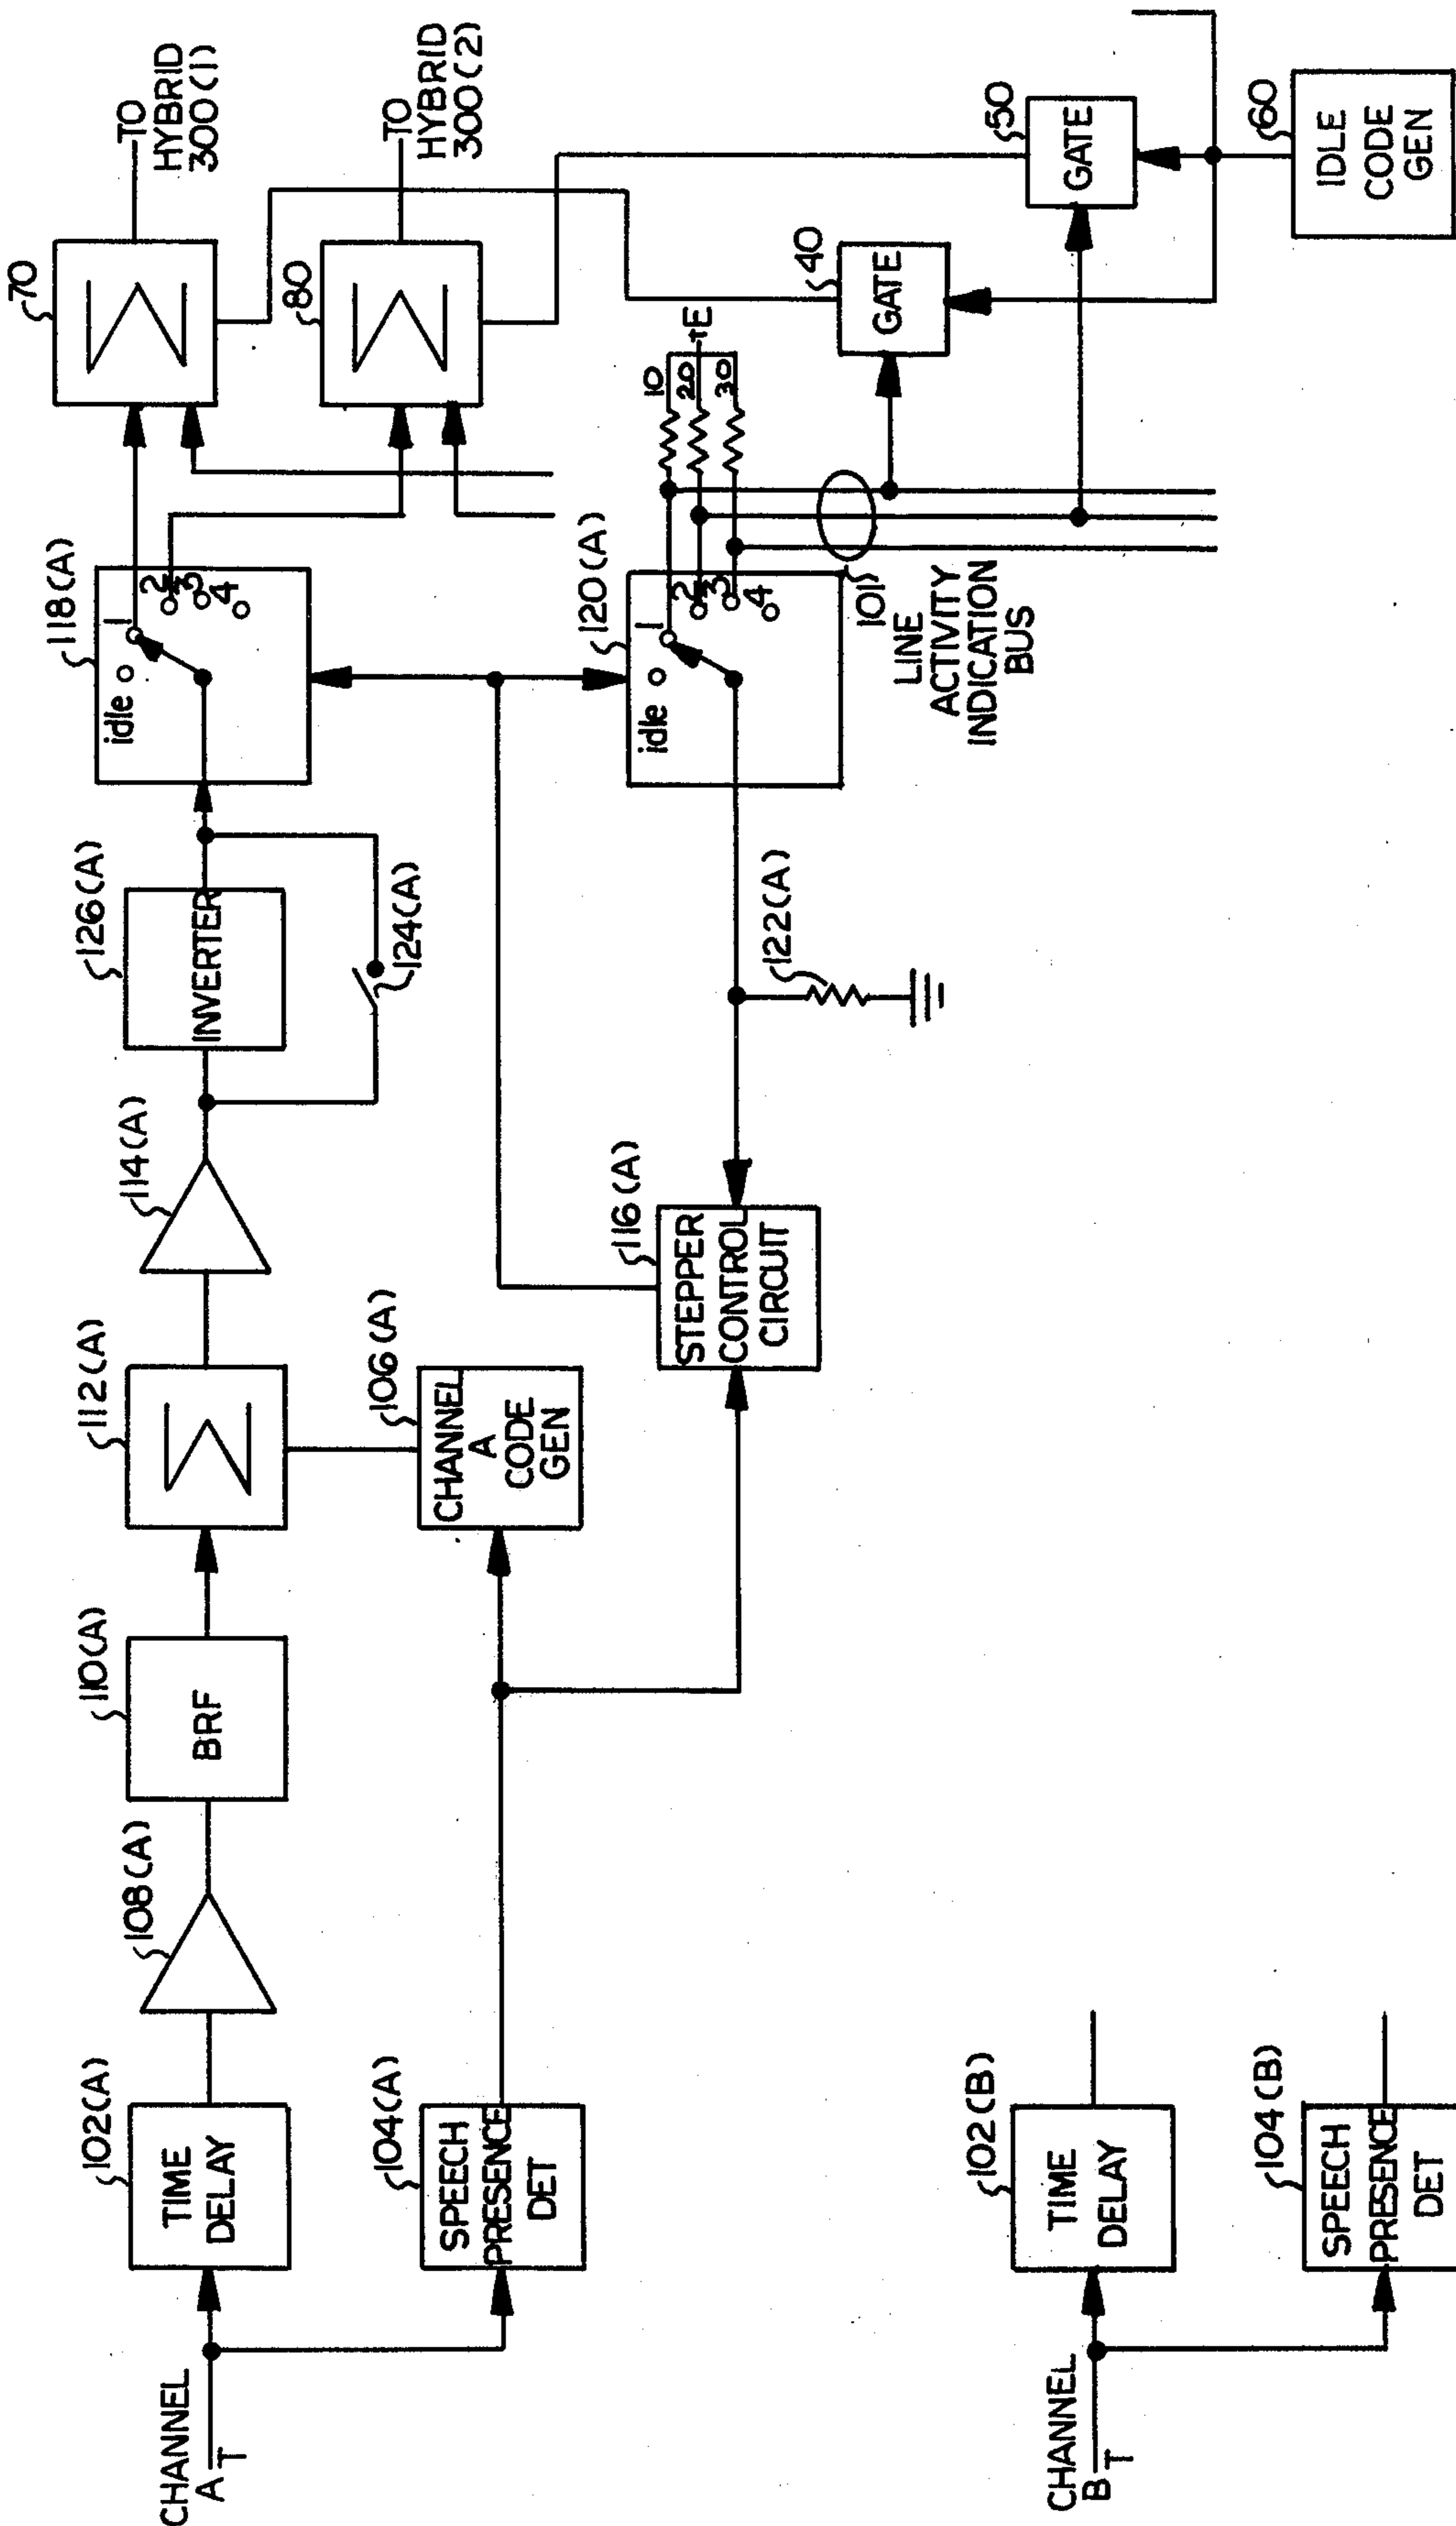 CHANNEL
A
T
102(A)
TIME
DELAY
108(A)
110(A)
BRF
112(A)
Σ
114(A)
126(A)
INVERTER
124(A)
118(A)
idle
1
2
3
4
70
Σ
TO
HYBRID
300(1)
80
Σ
TO
HYBRID
300(2)
104(A)
SPEECH
PRESENCE
DET
106(A)
CHANNEL
A
CODE
GEN
116(A)
STEPPER
CONTROL
CIRCUIT
122(A)
120(A)
idle
1
2
3
4
10
20
30
+E
101
LINE
ACTIVITY
INDICATION
BUS
40
GATE
50
GATE
60
IDLE
CODE
GEN
CHANNEL
B
T
102(B)
TIME
DELAY
104(B)
SPEECH
PRESENCE
DET